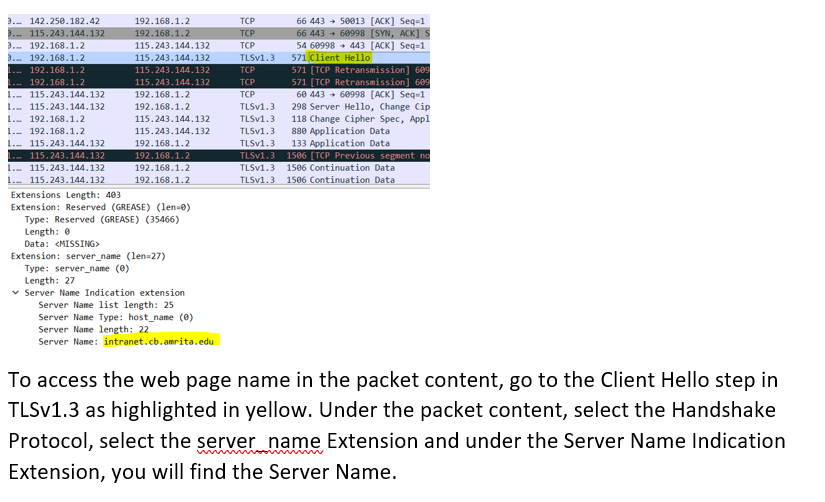 0.… 142.250.182.42 192.168.1.2 TCP 66 443 → 50013 [ACK] Seq=1
0.… 115.243.144.132 192.168.1.2 TCP 66 443 → 60998 [SYN, ACK] S
0.… 192.168.1.2 115.243.144.132 TCP 54 60998 → 443 [ACK] Seq=1
0.… 192.168.1.2 115.243.144.132 TLSv1.3 571 Client Hello
1.… 192.168.1.2 115.243.144.132 TCP 571 [TCP Retransmission] 609
1.… 192.168.1.2 115.243.144.132 TCP 571 [TCP Retransmission] 609
1.… 115.243.144.132 192.168.1.2 TCP 60 443 → 60998 [ACK] Seq=1
1.… 115.243.144.132 192.168.1.2 TLSv1.3 298 Server Hello, Change Cip
1.… 192.168.1.2 115.243.144.132 TLSv1.3 118 Change Cipher Spec, Appl
1.… 192.168.1.2 115.243.144.132 TLSv1.3 880 Application Data
1.… 115.243.144.132 192.168.1.2 TLSv1.3 133 Application Data
1.… 115.243.144.132 192.168.1.2 TLSv1.3 1506 [TCP Previous segment no
1.… 115.243.144.132 192.168.1.2 TLSv1.3 1506 Continuation Data
1.… 115.243.144.132 192.168.1.2 TLSv1.3 1506 Continuation Data
Extensions Length: 403
Extension: Reserved (GREASE) (len=0)
Type: Reserved (GREASE) (35466)
Length: 0
Data: <MISSING>
Extension: server_name (len=27)
Type: server_name (0)
Length: 27
Server Name Indication extension
Server Name list length: 25
Server Name Type: host_name (0)
Server Name length: 22
Server Name: intranet.cb.amrita.edu
To access the web page name in the packet content, go to the Client Hello step in
TLSv1.3 as highlighted in yellow. Under the packet content, select the Handshake
Protocol, select the server_name Extension and under the Server Name Indication
Extension, you will find the Server Name.